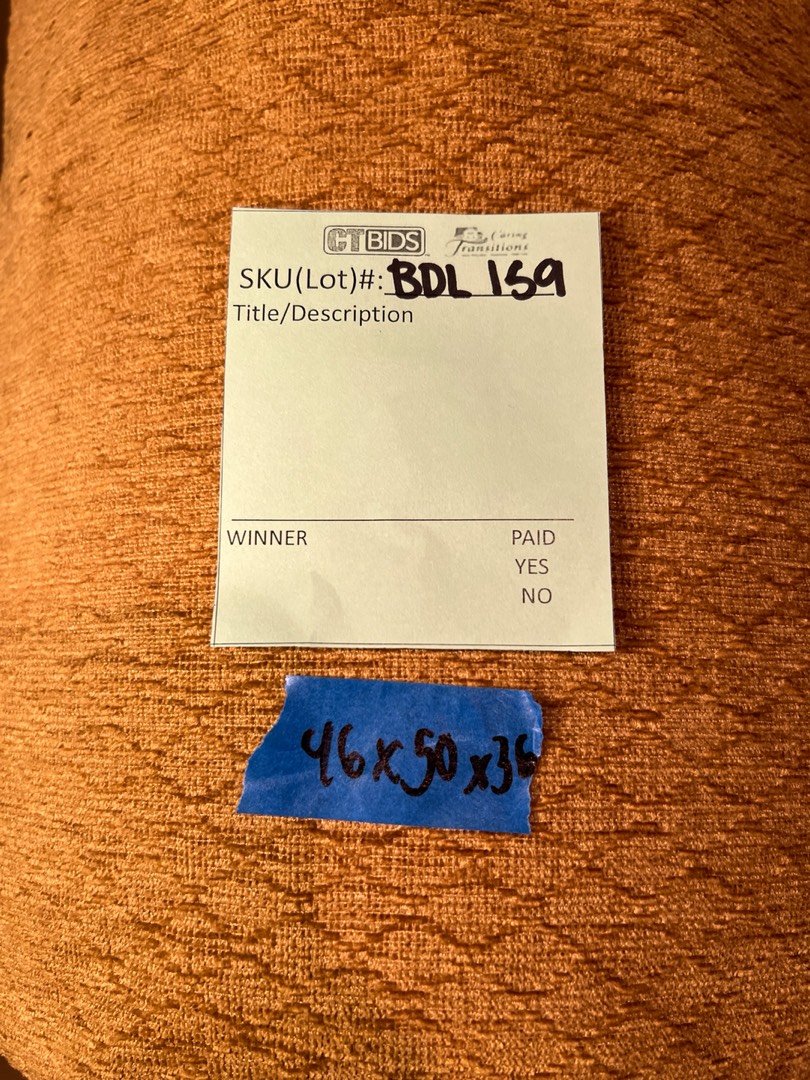 CTBIDS Caring
Transitions
SKU(Lot)#: BDL 159
Title/Description
WINNER PAID
YES
NO
46x50x36